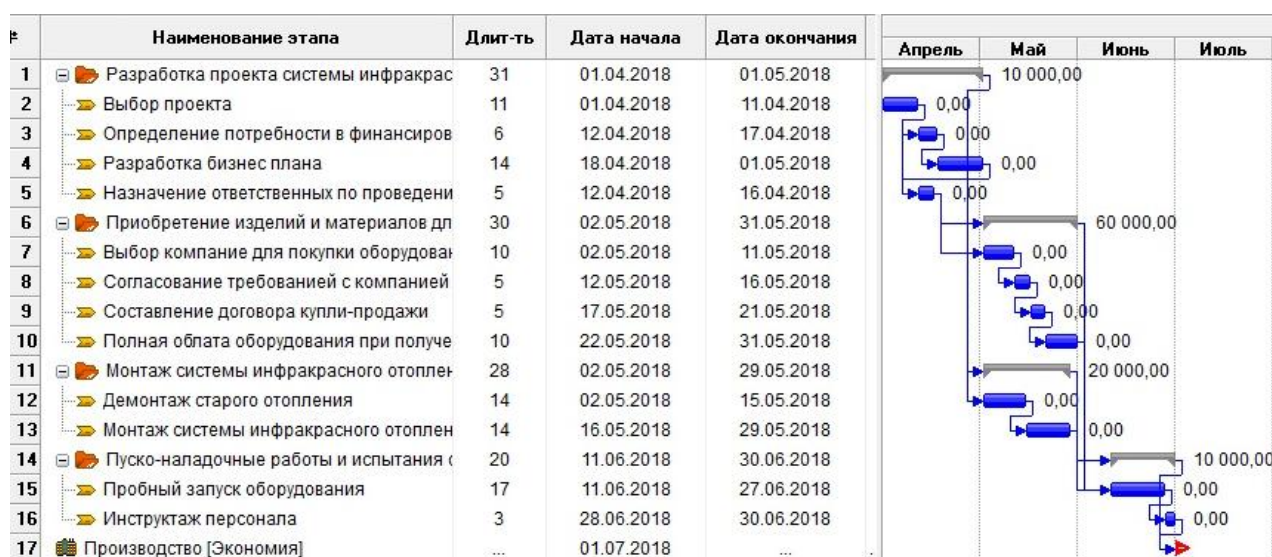 Наименование этапа Длит-ть Дата начала Дата окончания
Апрель Май Июнь Июль
1 Разработка проекта системы инфракрас 31 01.04.2018 01.05.2018 10 000,00
2 Выбор проекта 11 01.04.2018 11.04.2018 0,00
3 Определение потребности в финансиров 6 12.04.2018 17.04.2018 0,00
4 Разработка бизнес плана 14 18.04.2018 01.05.2018 0,00
5 Назначение ответственных по проведени 5 12.04.2018 16.04.2018 0,00
6 Приобретение изделий и материалов дл 30 02.05.2018 31.05.2018 60 000,00
7 Выбор компание для покупки оборудован 10 02.05.2018 11.05.2018 0,00
8 Согласование требованией с компанией 5 12.05.2018 16.05.2018 0,00
9 Составление договора купли-продажи 5 17.05.2018 21.05.2018 0,00
10 Полная облата оборудования при получе 10 22.05.2018 31.05.2018 0,00
11 Монтаж системы инфракрасного отоплен 28 02.05.2018 29.05.2018 20 000,00
12 Демонтаж старого отопления 14 02.05.2018 15.05.2018 0,00
13 Монтаж системы инфракрасного отоплен 14 16.05.2018 29.05.2018 0,00
14 Пуско-наладочные работы и испытания 20 11.06.2018 30.06.2018 10 000,00
15 Пробный запуск оборудования 17 11.06.2018 27.06.2018 0,00
16 Инструктаж персонала 3 28.06.2018 30.06.2018 0,00
17 Производство [Экономия] ... 01.07.2018 ...